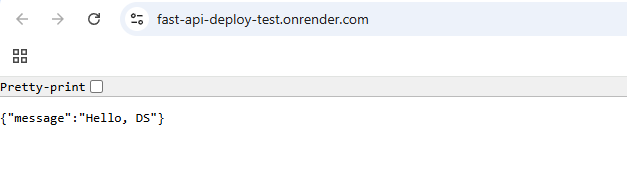 fast-api-deploy-test.onrender.com
Pretty-print
{"message":"Hello, DS"}